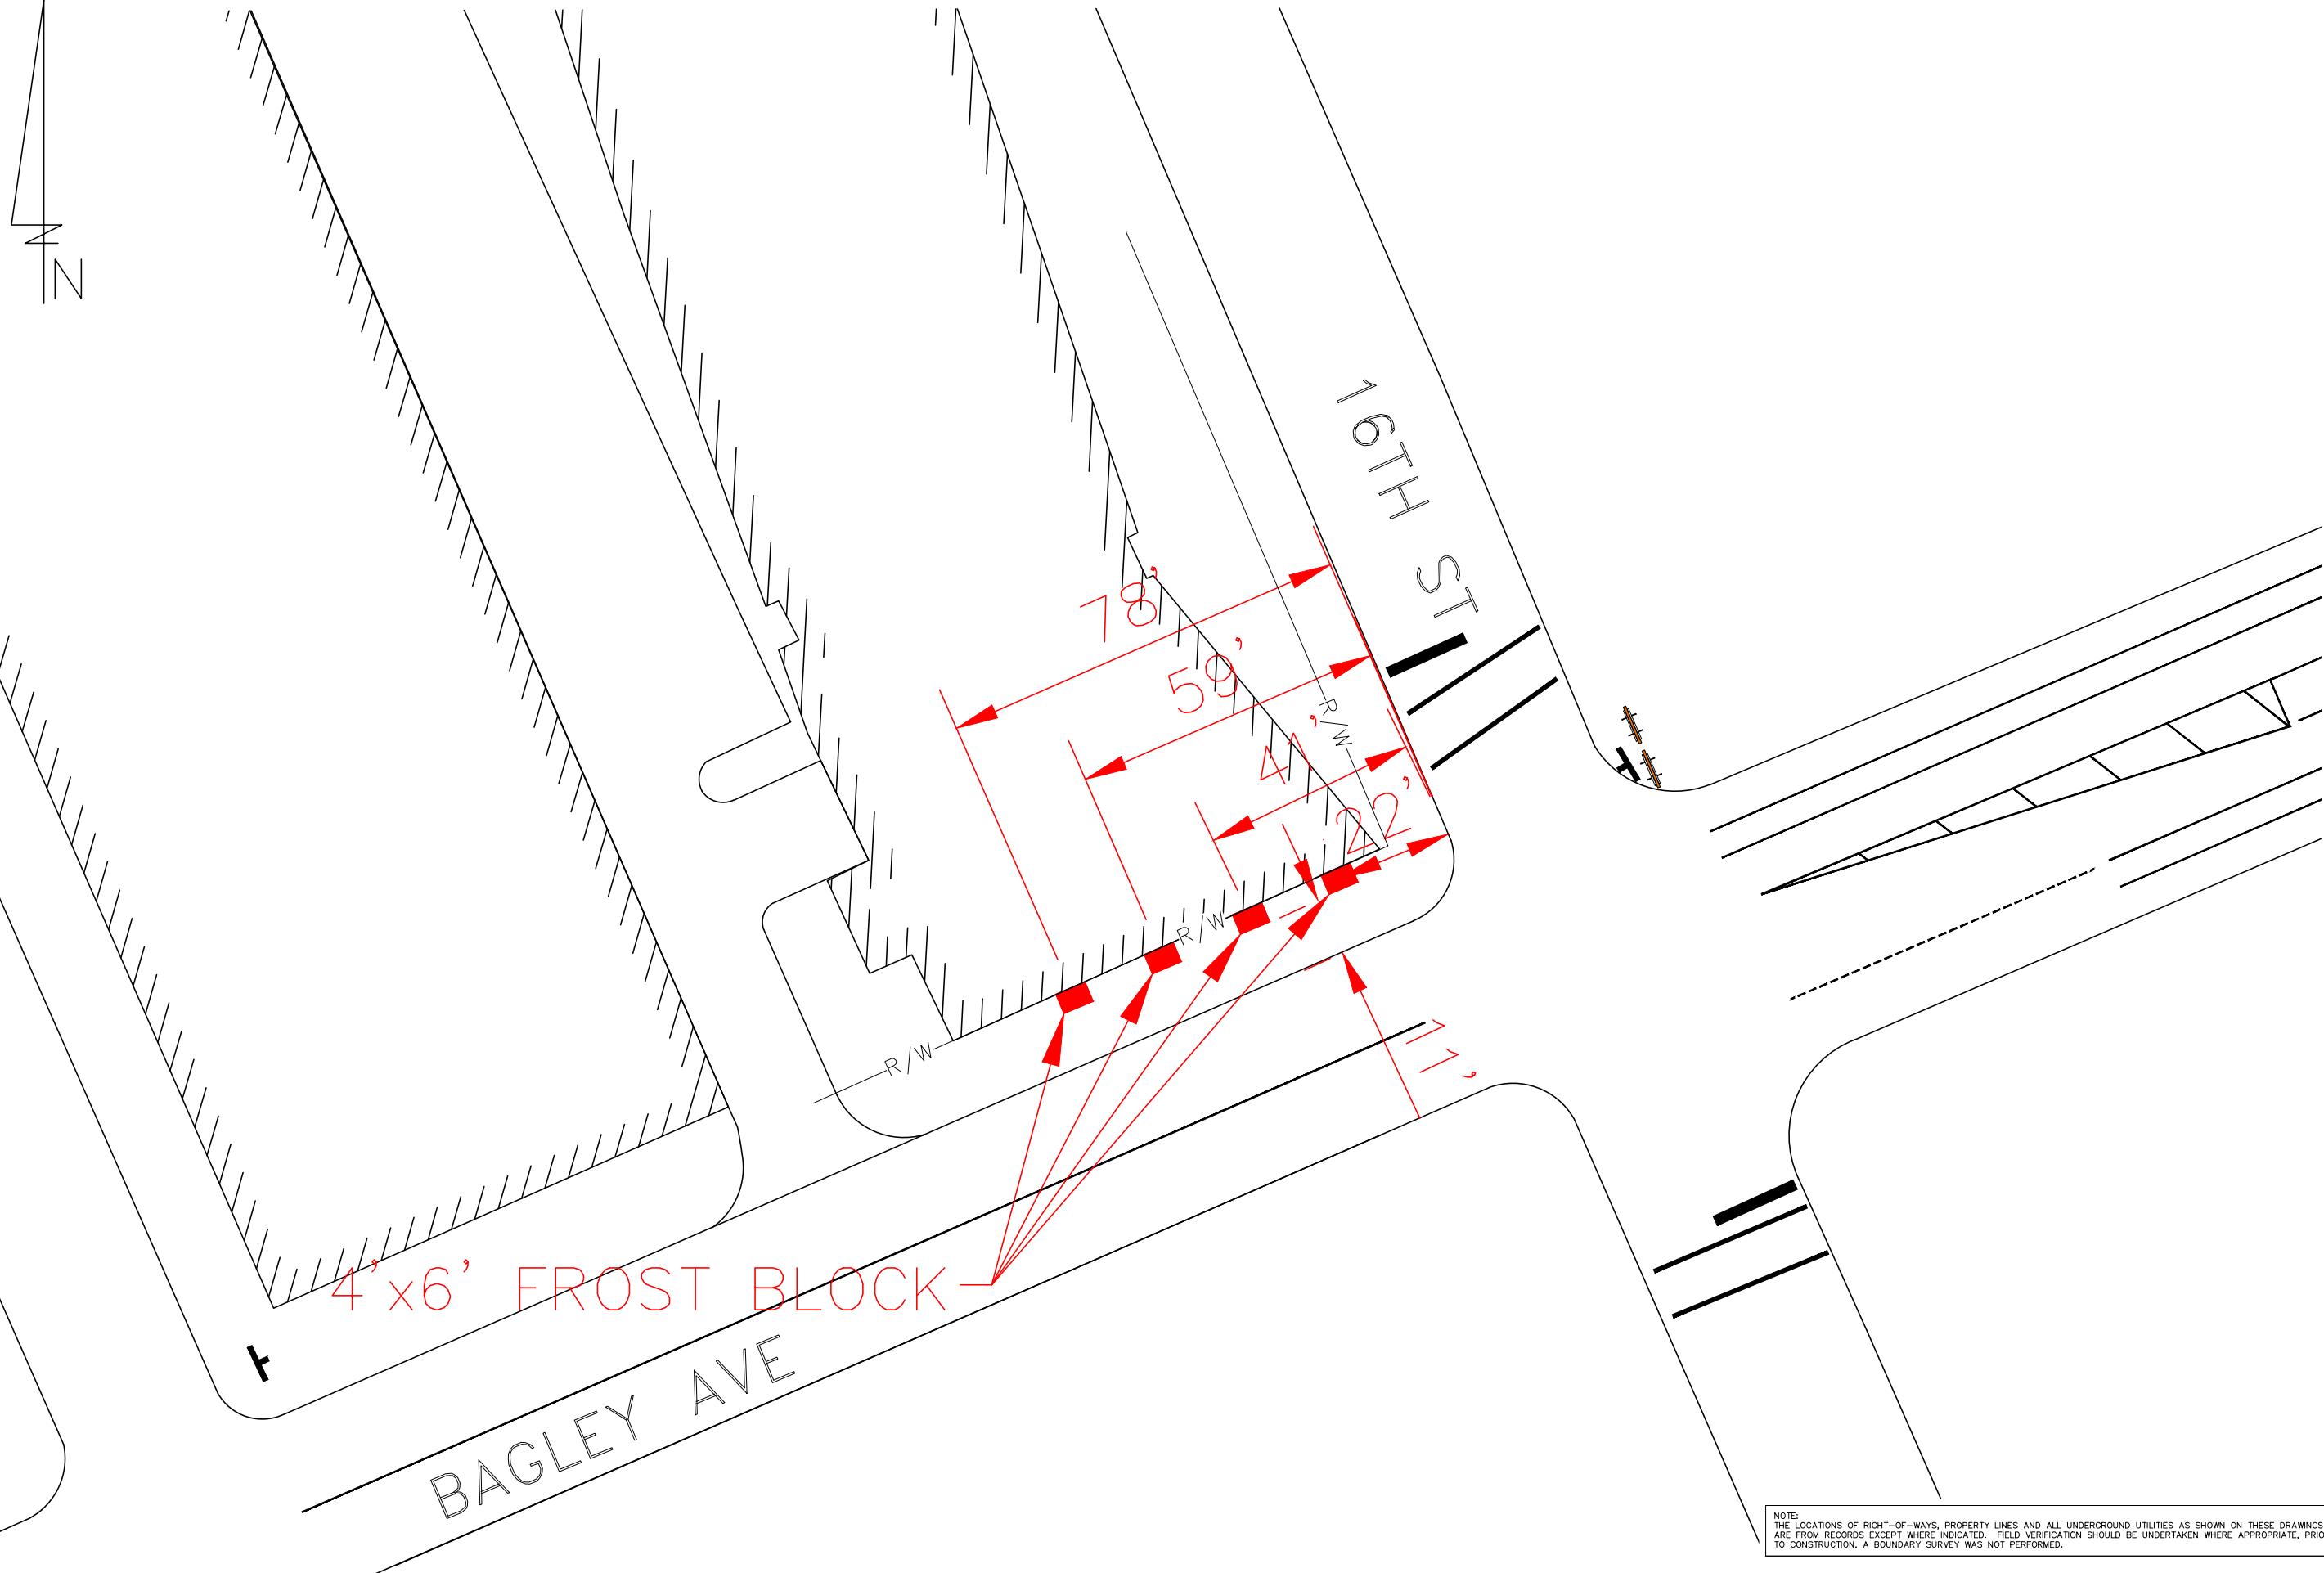 N
16TH ST
78'
59'
41'
22'
R/W
R/W
R/W
11'
4'x6' FROST BLOCK
BAGLEY AVE
NOTE:
THE LOCATIONS OF RIGHT-OF-WAYS, PROPERTY LINES AND ALL UNDERGROUND UTILITIES AS SHOWN ON THESE DRAWINGS
ARE FROM RECORDS EXCEPT WHERE INDICATED. FIELD VERIFICATION SHOULD BE UNDERTAKEN WHERE APPROPRIATE, PRIO
TO CONSTRUCTION. A BOUNDARY SURVEY WAS NOT PERFORMED.